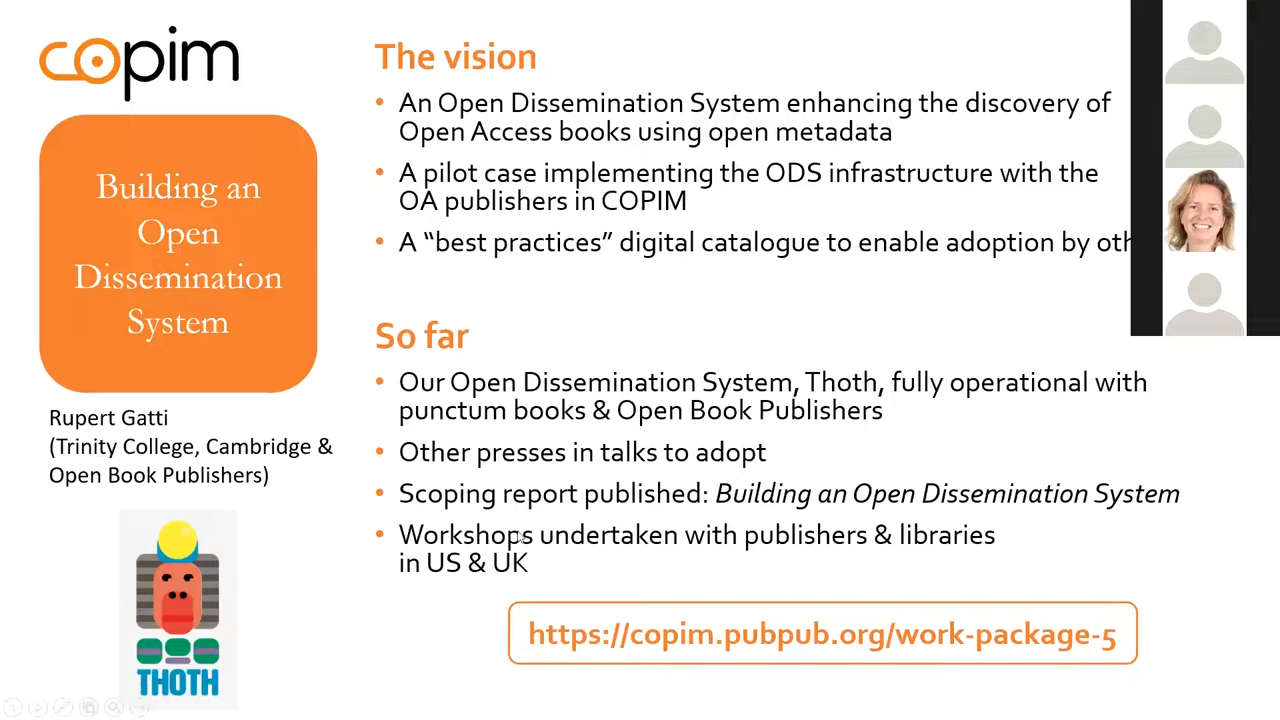 copim
Building an
Open
Dissemination
System
Rupert Gatti
(Trinity College, Cambridge &
Open Book Publishers)
THOTH
The vision
• An Open Dissemination System enhancing the discovery of
Open Access books using open metadata
• A pilot case implementing the ODS infrastructure with the
OA publishers in COPIM
• A “best practices” digital catalogue to enable adoption by oth
So far
• Our Open Dissemination System, Thoth, fully operational with
punctum books & Open Book Publishers
• Other presses in talks to adopt
• Scoping report published: Building an Open Dissemination System
• Workshops undertaken with publishers & libraries
in US & UK
https://copim.pubpub.org/work-package-5